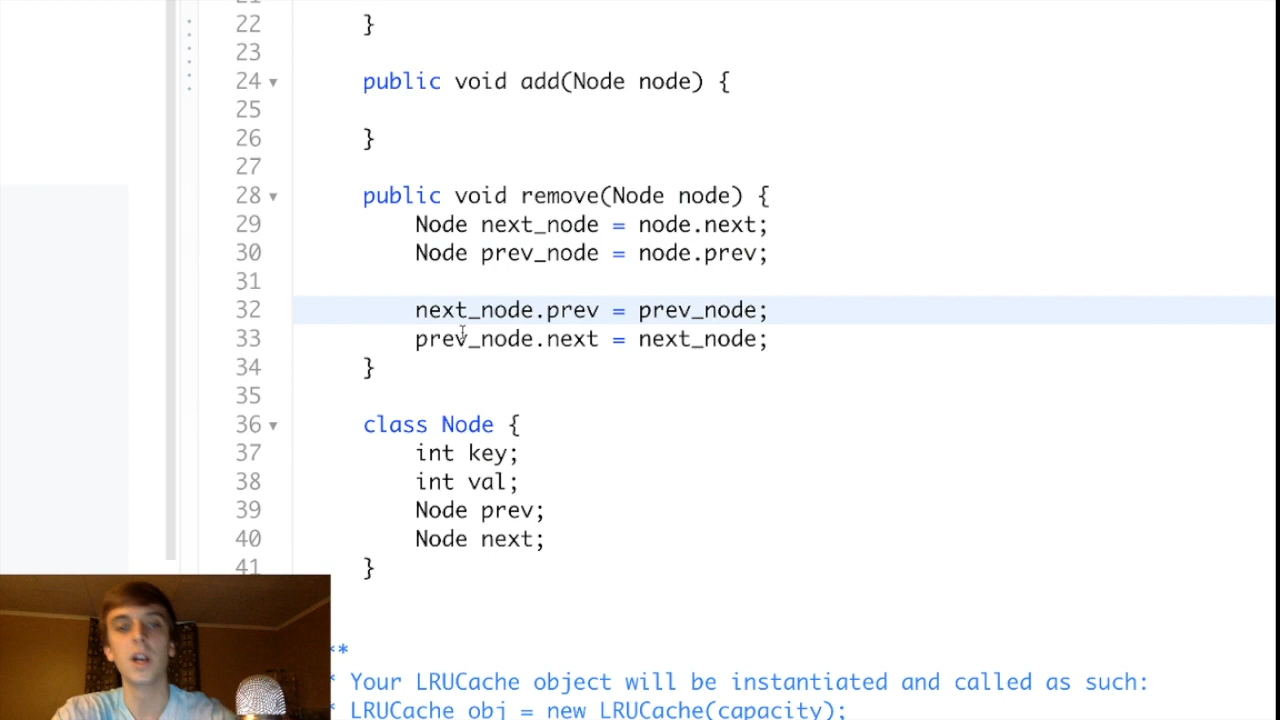 22 }
23
24 public void add(Node node) {
25
26 }
27
28 public void remove(Node node) {
29 Node next_node = node.next;
30 Node prev_node = node.prev;
31
32 next_node.prev = prev_node;
33 prev_node.next = next_node;
34 }
35
36 class Node {
37 int key;
38 int val;
39 Node prev;
40 Node next;
41 }
**
* Your LRUCache object will be instantiated and called as such:
* LRUCache obj = new LRUCache(capacity);